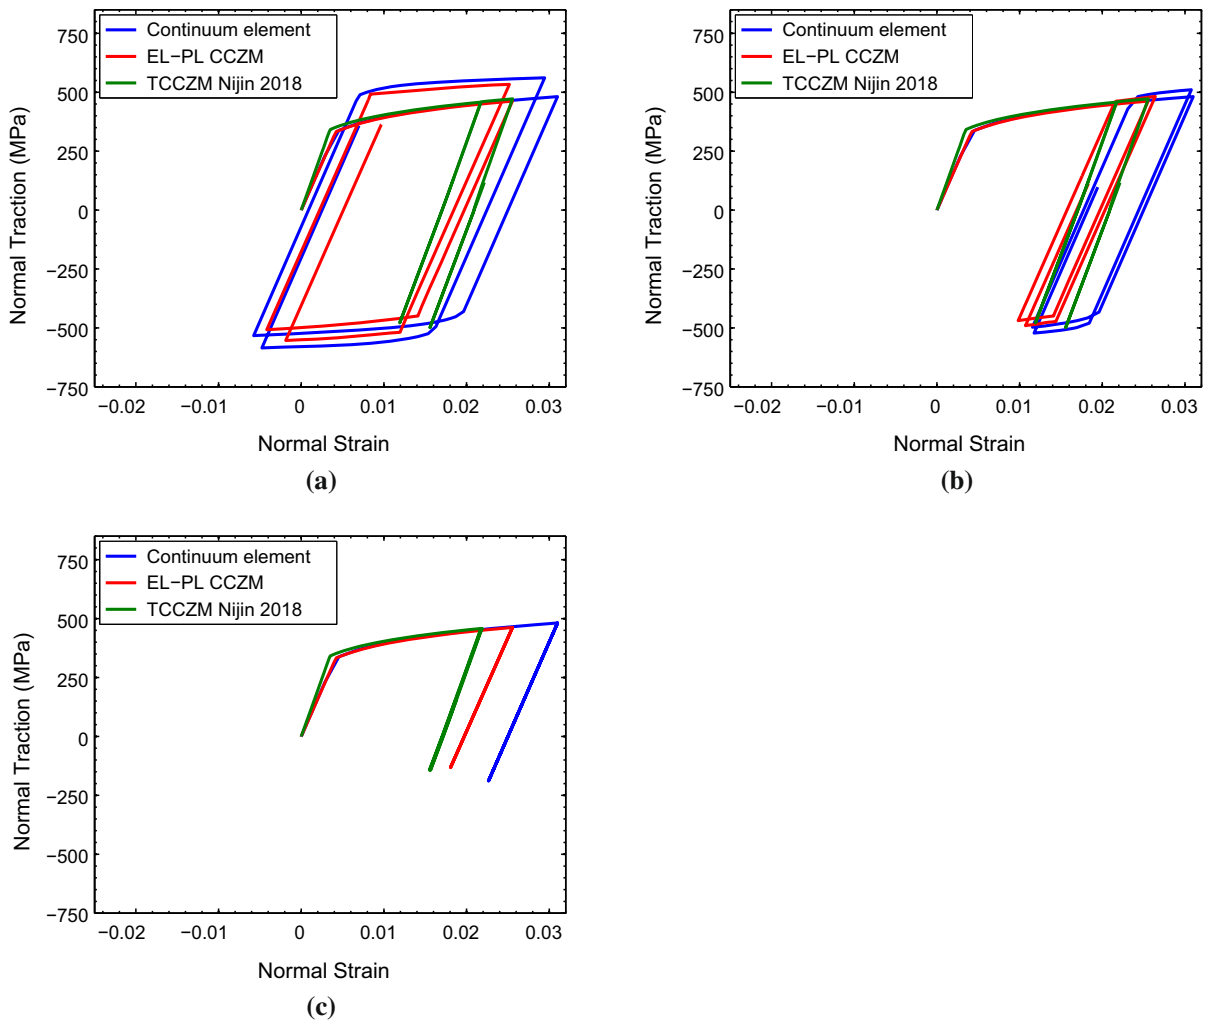 Continuum element
EL−PL CCZM
TCCZM Nijin 2018
750
500
250
0
−250
−500
−750
Normal Traction (MPa)
−0.02 −0.01 0 0.01 0.02 0.03
Normal Strain
(a)
Continuum element
EL−PL CCZM
TCCZM Nijin 2018
750
500
250
0
−250
−500
−750
Normal Traction (MPa)
−0.02 −0.01 0 0.01 0.02 0.03
Normal Strain
(b)
Continuum element
EL−PL CCZM
TCCZM Nijin 2018
750
500
250
0
−250
−500
−750
Normal Traction (MPa)
−0.02 −0.01 0 0.01 0.02 0.03
Normal Strain
(c)